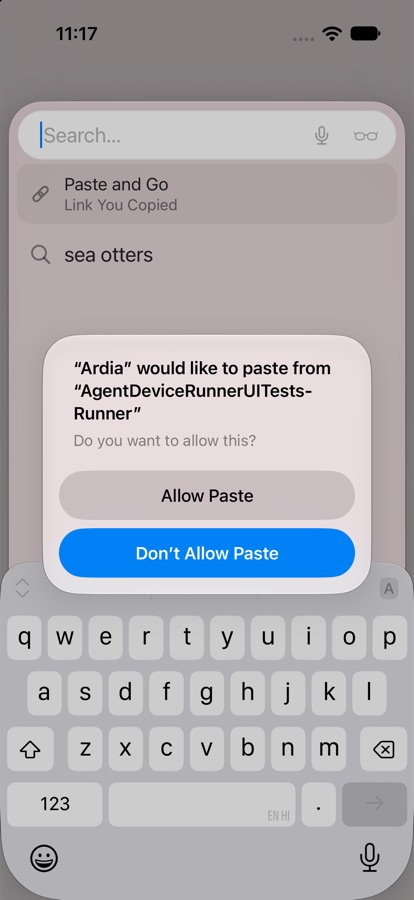 11:17
Search...
Paste and Go
Link You Copied
sea otters
“Ardia” would like to paste from
“AgentDeviceRunnerUITests-
Runner”
Do you want to allow this?
Allow Paste
Don’t Allow Paste
A
q w e r t y u i o p
a s d f g h j k l
z x c v b n m
123 EN HI .